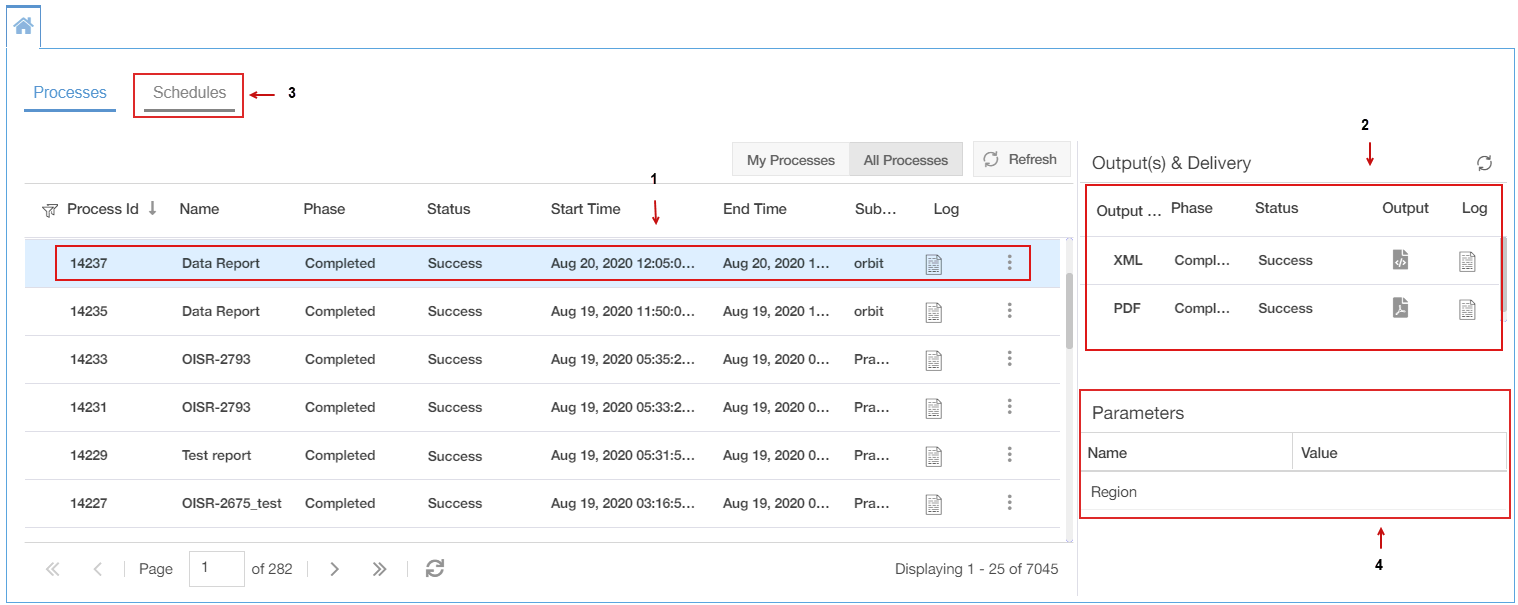 Processes Schedules 3
2
My Processes All Processes Refresh
Output(s) & Delivery
1
Process Id Name Phase Status Start Time End Time Sub... Log
Output ... Phase Status Output Log
14237 Data Report Completed Success Aug 20, 2020 12:05:0... Aug 20, 2020 1... orbit
XML Compl... Success
14235 Data Report Completed Success Aug 19, 2020 11:50:0... Aug 19, 2020 1... orbit
PDF Compl... Success
14233 OISR-2793 Completed Success Aug 19, 2020 05:35:2... Aug 19, 2020 0... Pra...
14231 OISR-2793 Completed Success Aug 19, 2020 05:33:2... Aug 19, 2020 0... Pra...
Parameters
14229 Test report Completed Success Aug 19, 2020 05:31:5... Aug 19, 2020 0... Pra...
Name Value
14227 OISR-2675_test Completed Success Aug 19, 2020 03:16:5... Aug 19, 2020 0... Pra...
Region
4
Page 1 of 282 Displaying 1 - 25 of 7045